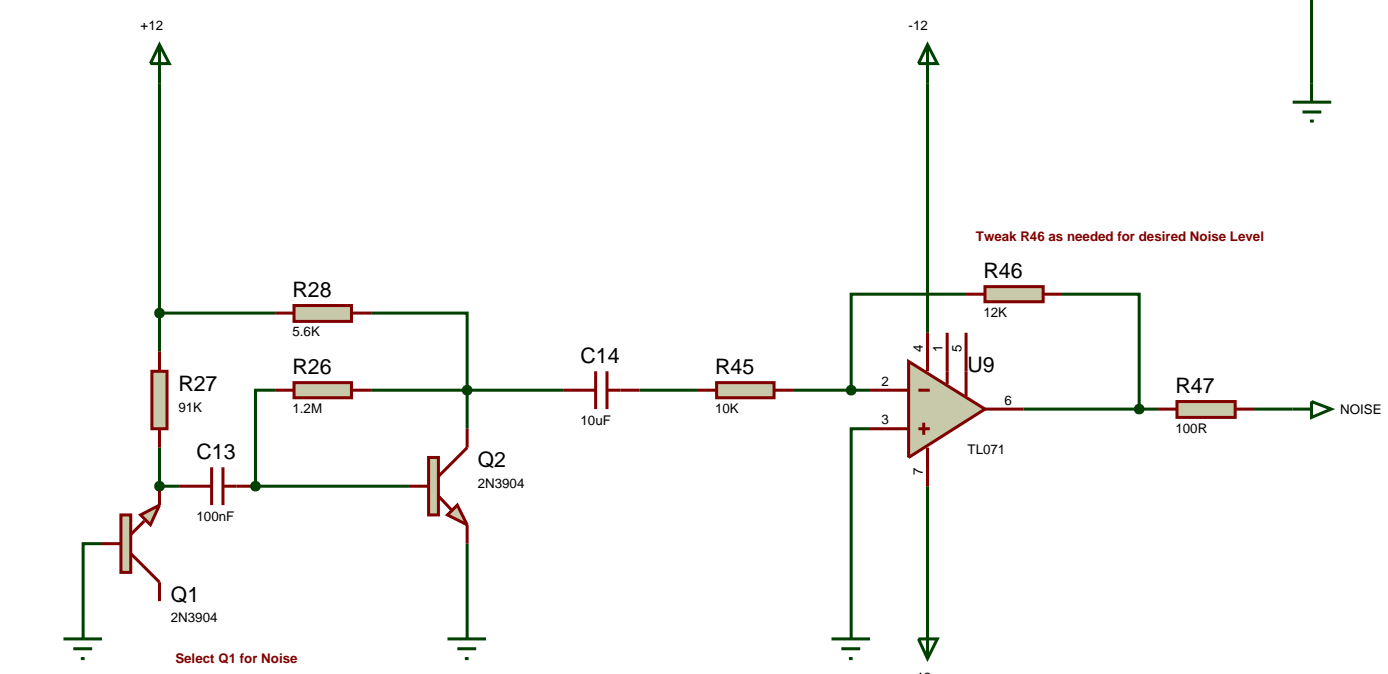 +12
-12
Tweak R46 as needed for desired Noise Level
R28
5.6K
R46
12K
R27
91K
R26
1.2M
C14
10uF
R45
10K
4
1
5
U9
2
3
6
7
TL071
R47
100R
NOISE
C13
100nF
Q2
2N3904
Q1
2N3904
Select Q1 for Noise